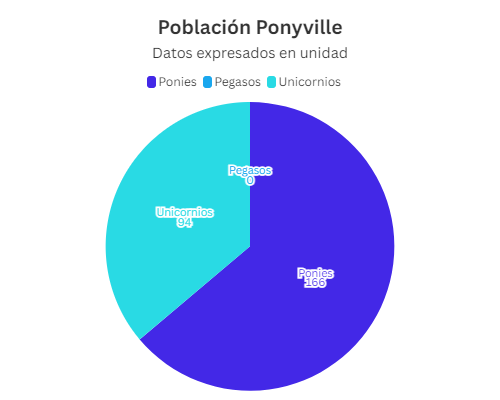 Población Ponyville
Datos expresados en unidad
Ponies Pegasos Unicornios
Pegasos
0
Unicornios
94
Ponies
166